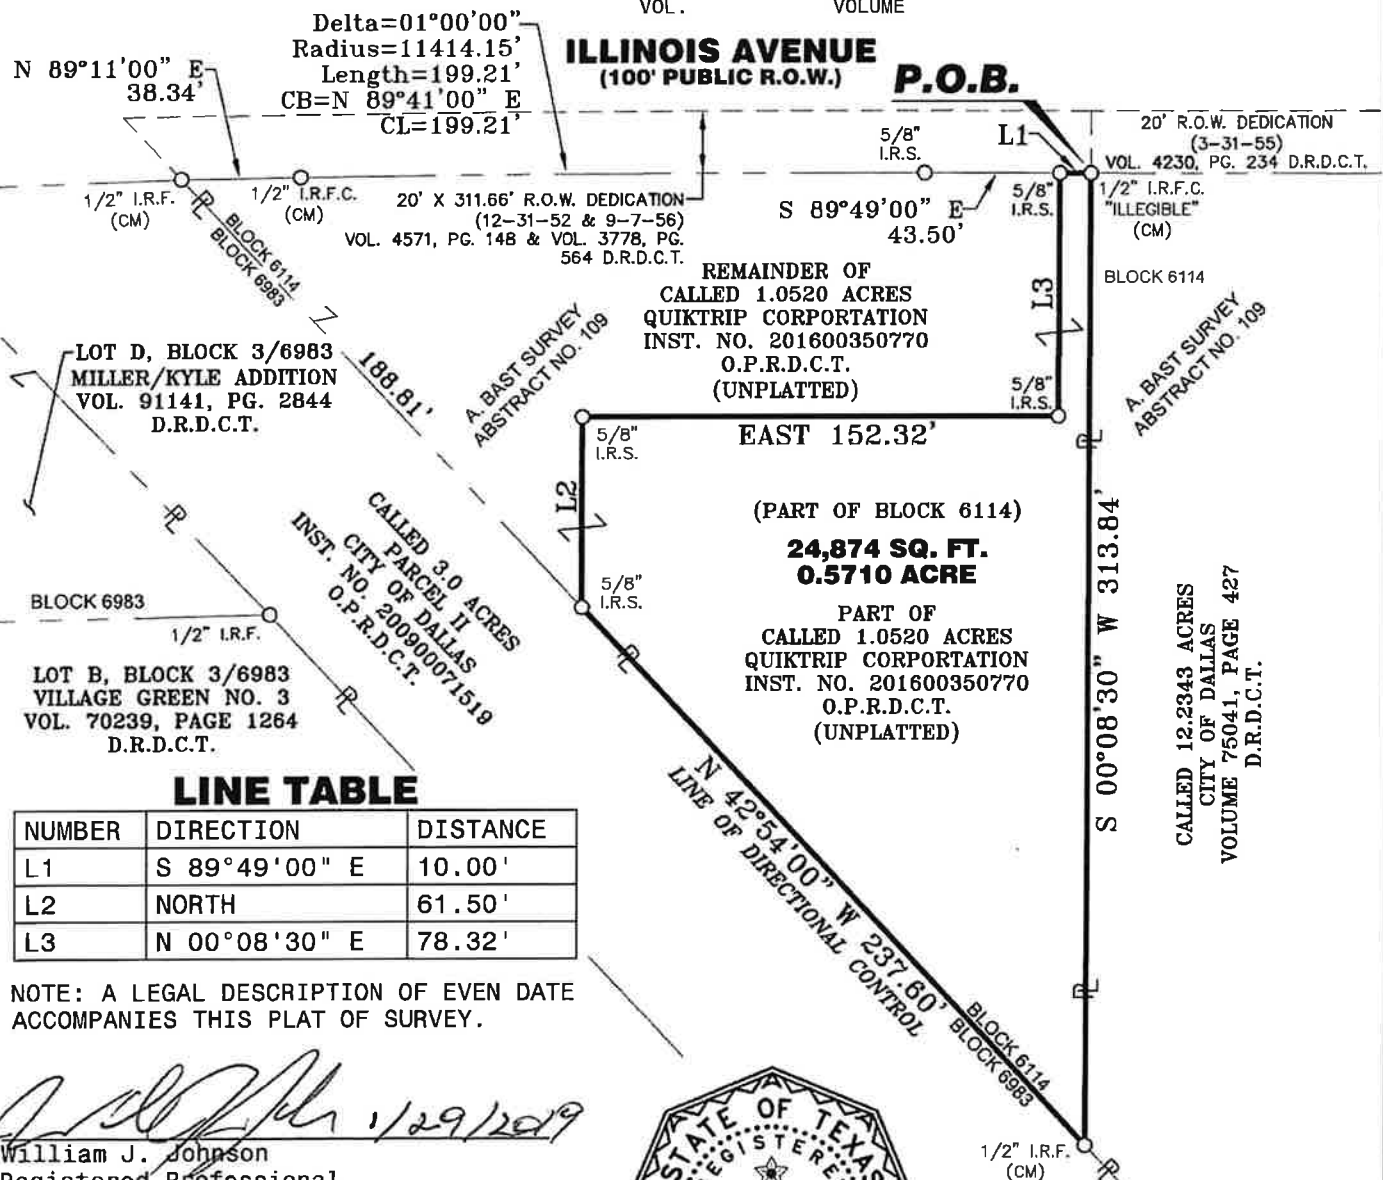 VOL. VOLUME
Delta=01°00'00"
Radius=11414.15'
Length=199.21'
CB=N 89°41'00" E
CL=199.21'
N 89°11'00" E
38.34'
ILLINOIS AVENUE
(100' PUBLIC R.O.W.)
P.O.B.
20' R.O.W. DEDICATION
(3-31-55)
VOL. 4230, PG. 234 D.R.D.C.T.
5/8"
I.R.S.
L1
1/2" I.R.F.
(CM)
1/2" I.R.F.C.
(CM)
20' X 311.66' R.O.W. DEDICATION
(12-31-52 & 9-7-56)
VOL. 4571, PG. 148 & VOL. 3778, PG.
564 D.R.D.C.T.
S 89°49'00" E
43.50'
5/8"
I.R.S.
1/2" I.R.F.C.
"ILLEGIBLE"
(CM)
BLOCK 6114
BLOCK 6983
BLOCK 6114
REMAINDER OF
CALLED 1.0520 ACRES
QUIKTRIP CORPORTATION
INST. NO. 201600350770
O.P.R.D.C.T.
(UNPLATTED)
L3
A. BAST SURVEY
ABSTRACT NO. 109
A. BAST SURVEY
ABSTRACT NO. 109
LOT D, BLOCK 3/6983
MILLER/KYLE ADDITION
VOL. 91141, PG. 2844
D.R.D.C.T.
188.81'
5/8"
I.R.S.
5/8"
I.R.S.
EAST 152.32'
L2
(PART OF BLOCK 6114)
24,874 SQ. FT.
0.5710 ACRE
PART OF
CALLED 1.0520 ACRES
QUIKTRIP CORPORTATION
INST. NO. 201600350770
O.P.R.D.C.T.
(UNPLATTED)
S 00°08'30" W 313.84'
CALLED 12.2343 ACRES
CITY OF DALLAS
VOLUME 75041, PAGE 427
D.R.D.C.T.
CALLED 3.0 ACRES
PARCEL II
CITY OF DALLAS
INST. NO. 20090071519
O.P.R.D.C.T.
5/8"
I.R.S.
BLOCK 6983
1/2" I.R.F.
LOT B, BLOCK 3/6983
VILLAGE GREEN NO. 3
VOL. 70239, PAGE 1264
D.R.D.C.T.
N 42°54'00" W 237.60'
LINE OF DIRECTIONAL CONTROL
BLOCK 6114
BLOCK 6983
LINE TABLE
NUMBER DIRECTION DISTANCE
L1 S 89°49'00" E 10.00'
L2 NORTH 61.50'
L3 N 00°08'30" E 78.32'
NOTE: A LEGAL DESCRIPTION OF EVEN DATE
ACCOMPANIES THIS PLAT OF SURVEY.
1/29/2019
William J. Johnson
Registered Professional
STATE OF TEXAS
REGISTERED
1/2" I.R.F.
(CM)